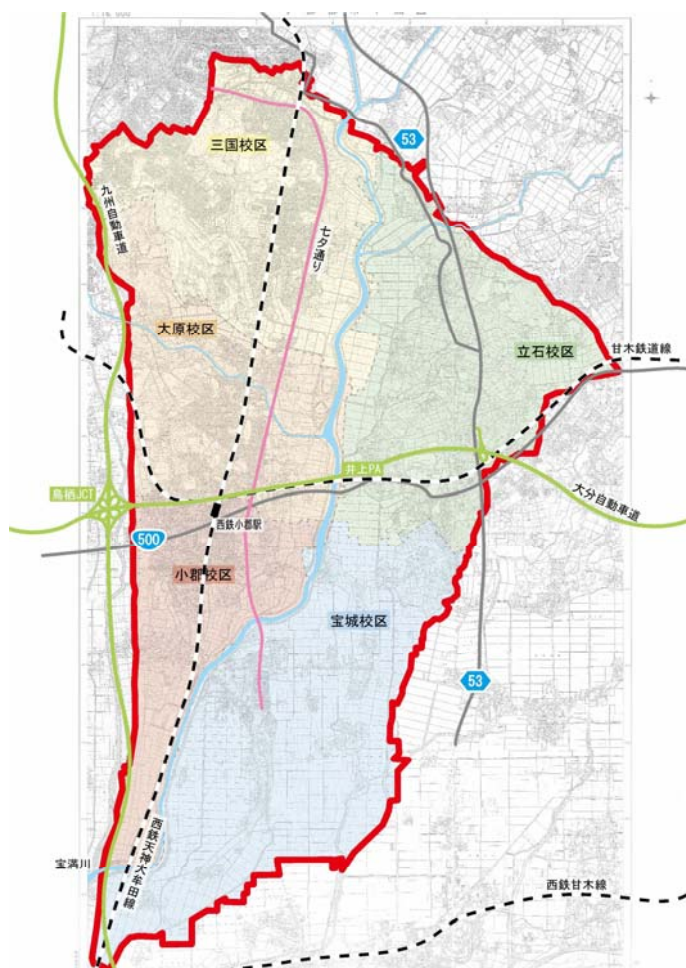 53
三国校区
九州自動車道
七夕通り
大原校区
立石校区
甘木鉄道線
井上PA
鳥栖JCT
大分自動車道
西鉄小郡駅
500
小郡校区
宝城校区
53
宝満川
西鉄天神大牟田線
西鉄甘木線